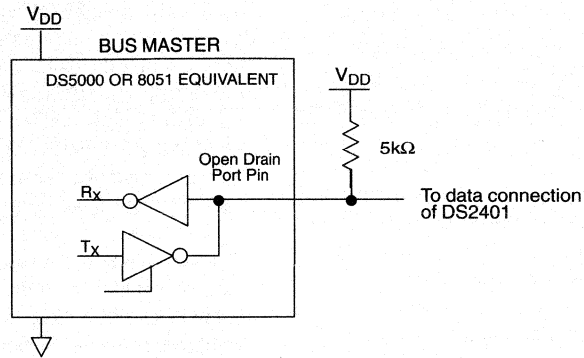 VDD
BUS MASTER
DS5000 OR 8051 EQUIVALENT
VDD
5kΩ
Open Drain
Port Pin
RX
To data connection
of DS2401
TX